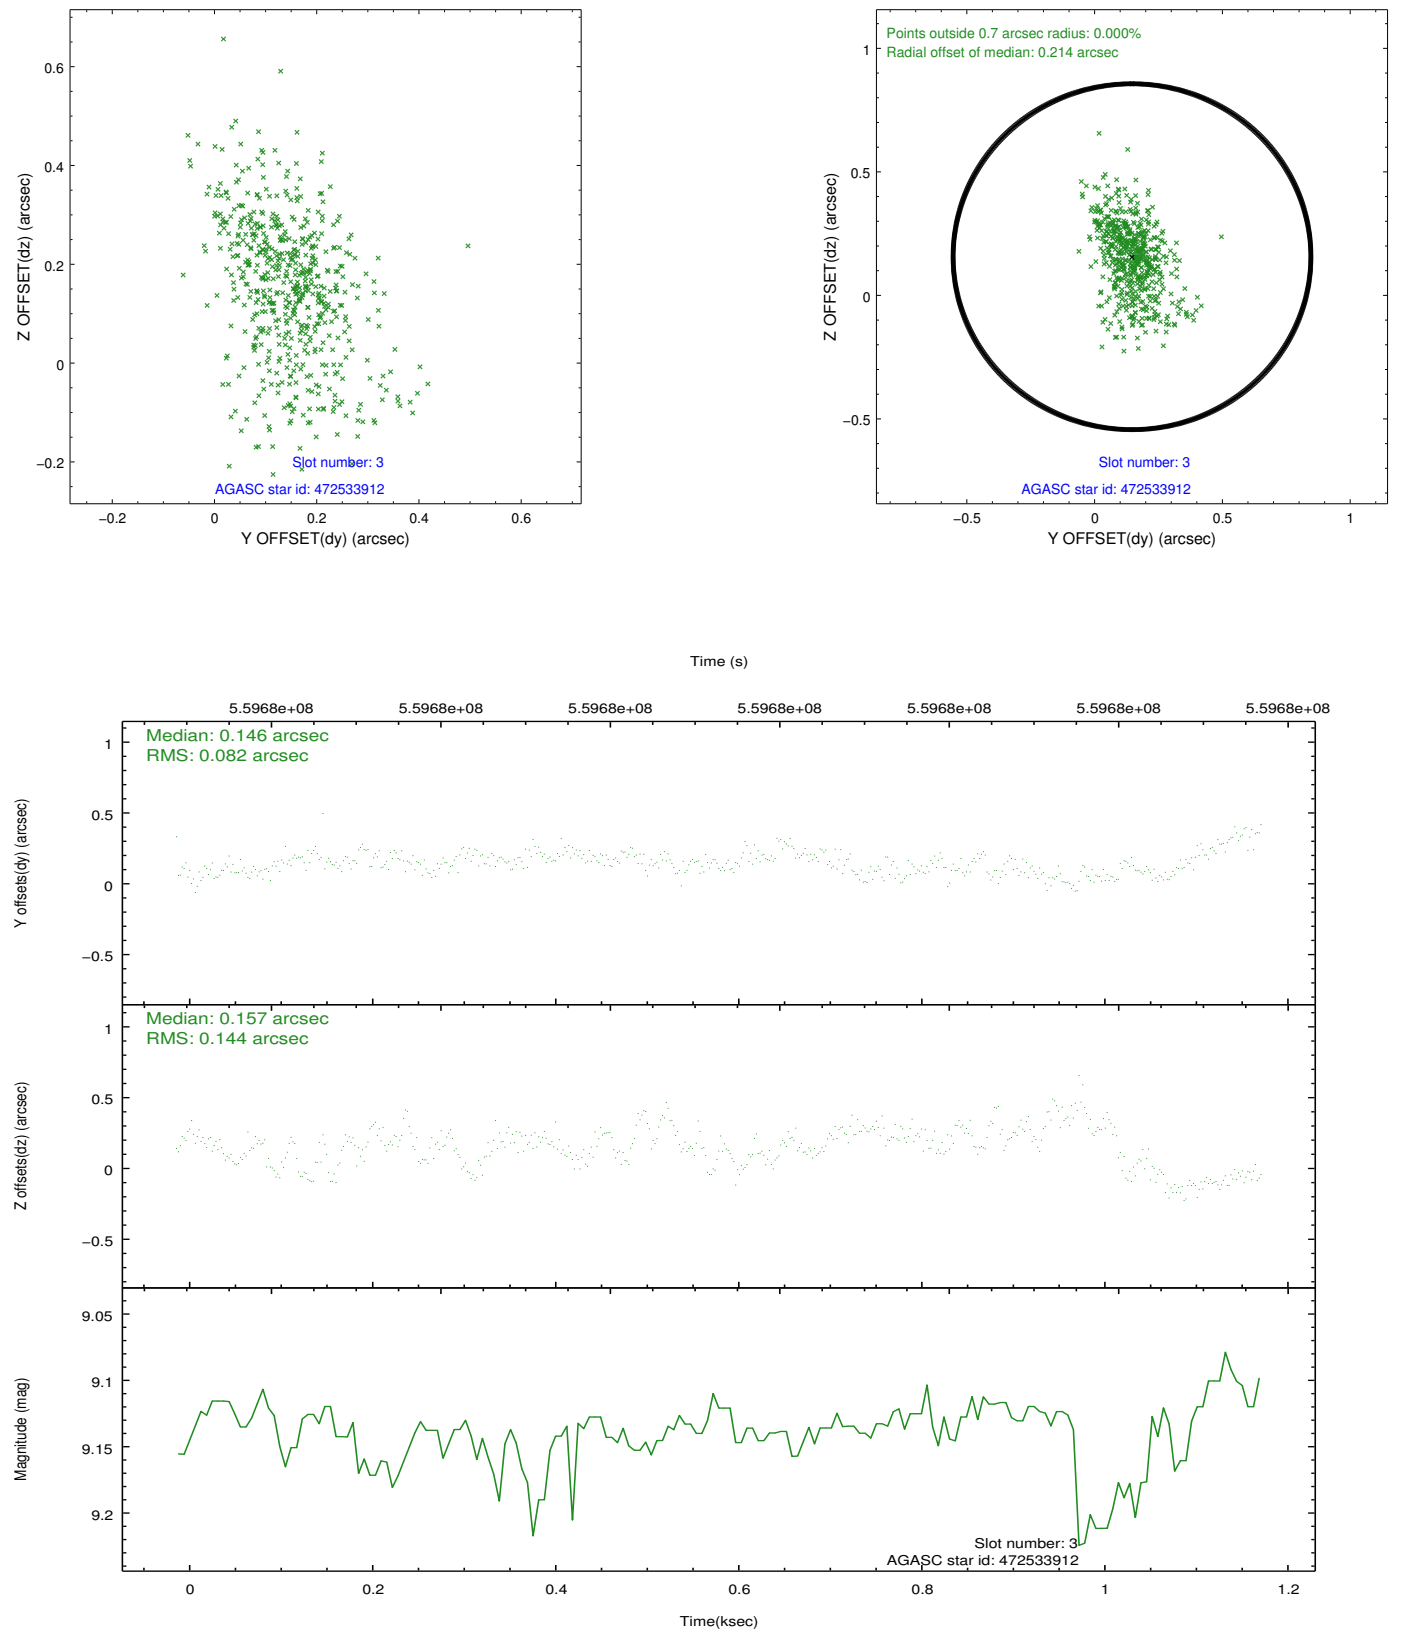 0.6
0.4
0.2
0
−0.2
Z OFFSET(dz) (arcsec)
Slot number: 3
AGASC star id: 472533912
−0.2 0 0.2 0.4 0.6
Y OFFSET(dy) (arcsec)
Points outside 0.7 arcsec radius: 0.000%
Radial offset of median: 0.214 arcsec
1
0.5
0
−0.5
Z OFFSET(dz) (arcsec)
Slot number: 3
AGASC star id: 472533912
−0.5 0 0.5 1
Y OFFSET(dy) (arcsec)
Time (s)
5.5968e+08 5.5968e+08 5.5968e+08 5.5968e+08 5.5968e+08 5.5968e+08 5.5968e+08
Median: 0.146 arcsec
RMS: 0.082 arcsec
1
0.5
0
−0.5
Y offsets(dy) (arcsec)
Median: 0.157 arcsec
RMS: 0.144 arcsec
1
0.5
0
−0.5
Z offsets(dz) (arcsec)
9.05
9.1
9.15
9.2
Magnitude (mag)
Slot number: 3
AGASC star id: 472533912
0 0.2 0.4 0.6 0.8 1 1.2
Time(ksec)